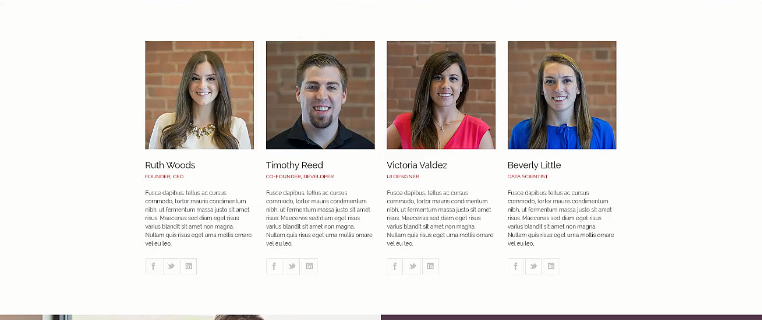 Ruth Woods
FOUNDER, CEO
Fusce dapibus, tellus ac cursus
commodo, tortor mauris condimentum
nibh, ut fermentum massa justo sit amet
risus. Maecenas sed diam eget risus
varius blandit sit amet non magna.
Nullam quis risus eget urna mollis ornare
vel eu leo.
Timothy Reed
CO-FOUNDER, DEVELOPER
Fusce dapibus, tellus ac cursus
commodo, tortor mauris condimentum
nibh, ut fermentum massa justo sit amet
risus. Maecenas sed diam eget risus
varius blandit sit amet non magna.
Nullam quis risus eget urna mollis ornare
vel eu leo.
Victoria Valdez
UI DESIGNER
Fusce dapibus, tellus ac cursus
commodo, tortor mauris condimentum
nibh, ut fermentum massa justo sit amet
risus. Maecenas sed diam eget risus
varius blandit sit amet non magna.
Nullam quis risus eget urna mollis ornare
vel eu leo.
Beverly Little
DATA SCIENTIST
Fusce dapibus, tellus ac cursus
commodo, tortor mauris condimentum
nibh, ut fermentum massa justo sit amet
risus. Maecenas sed diam eget risus
varius blandit sit amet non magna.
Nullam quis risus eget urna mollis ornare
vel eu leo.